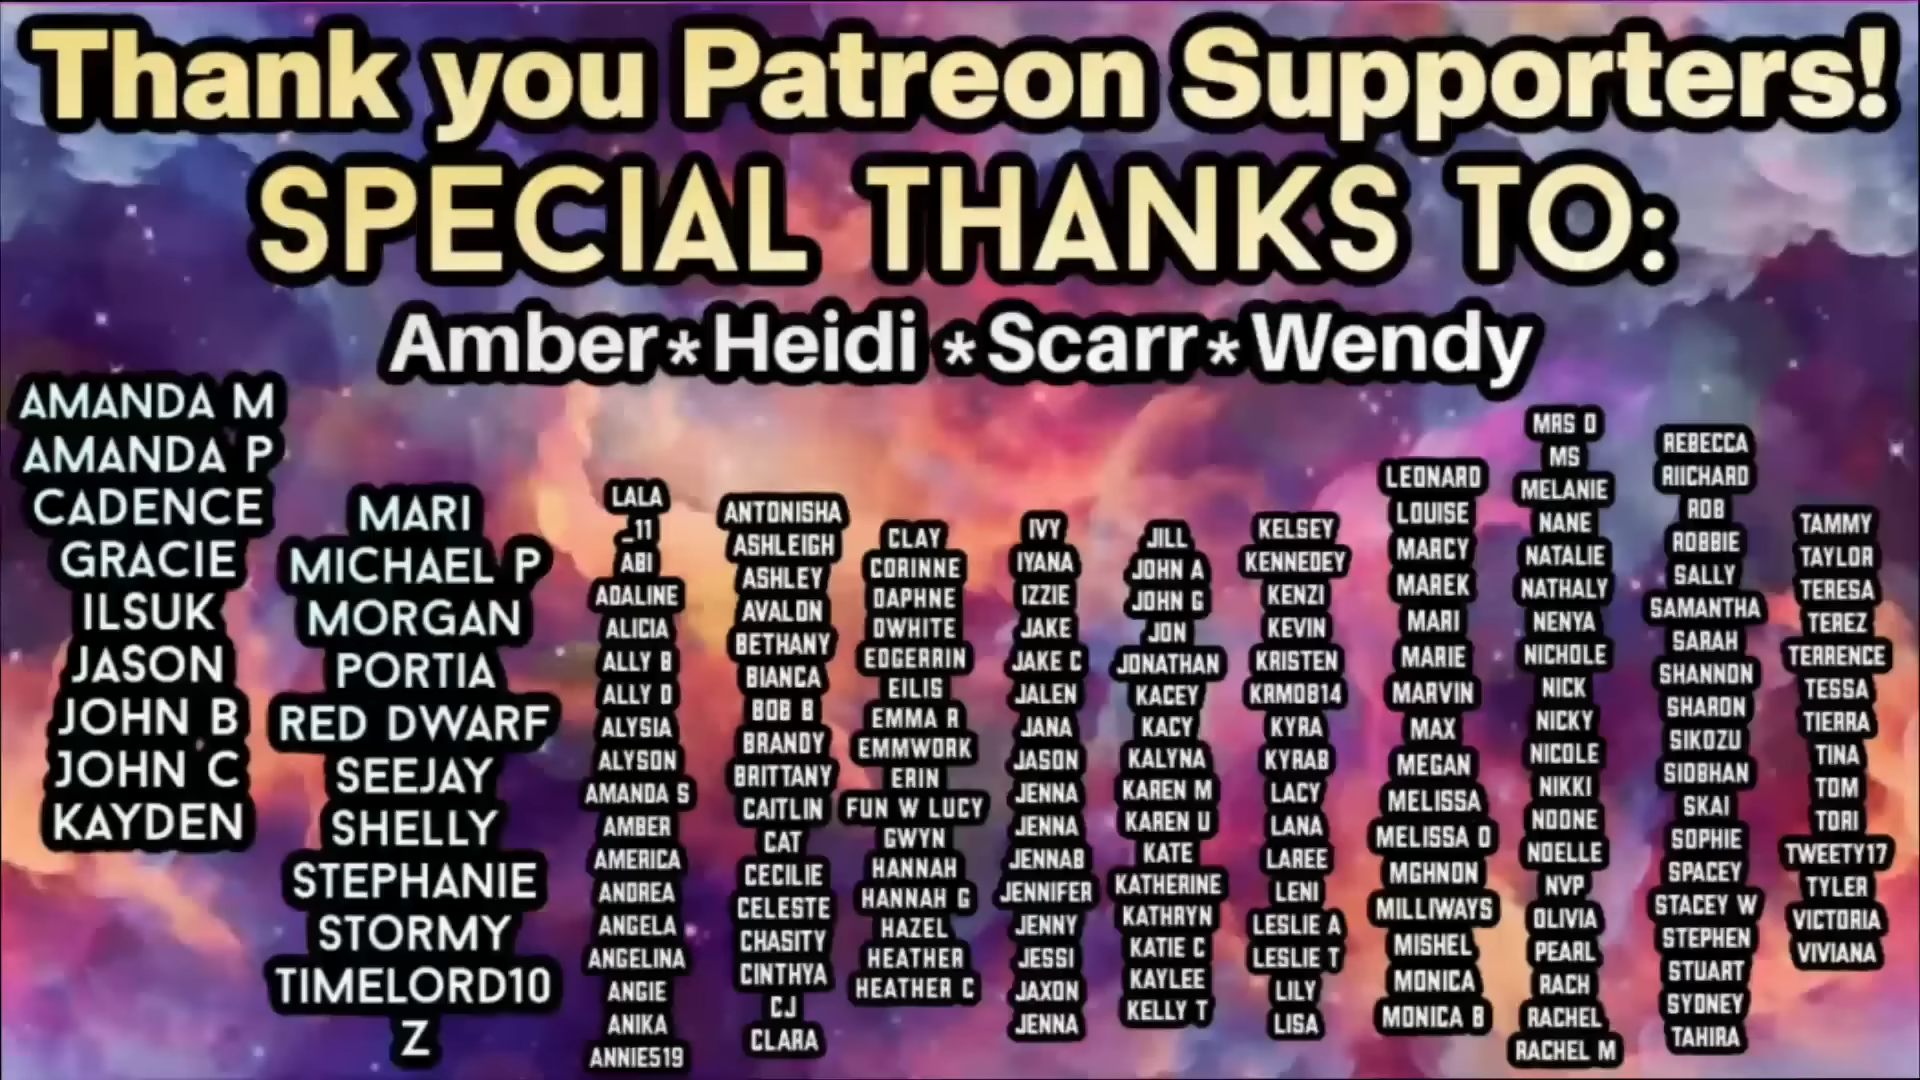 Thank you Patreon Supporters!
SPECIAL THANKS TO:
Amber*Heidi *Scarr*Wendy
AMANDA M
AMANDA P
CADENCE
GRACIE
ILSUK
JASON
JOHN B
JOHN C
KAYDEN
MARI
MICHAEL P
MORGAN
PORTIA
RED DWARF
SEEJAY
SHELLY
STEPHANIE
STORMY
TIMELORD10
Z
LALA
_11
ABI
ADALINE
ALICIA
ALLY B
ALLY D
ALYSIA
ALYSON
AMANDA S
AMBER
AMERICA
ANDREA
ANGELA
ANGELINA
ANGIE
ANIKA
ANNIE519
ANTONISHA
ASHLEIGH
ASHLEY
AVALON
BETHANY
BIANCA
BOB B
BRANDY
BRITTANY
CAITLIN
CAT
CECILIE
CELESTE
CHASITY
CINTHYA
CJ
CLARA
CLAY
CORINNE
DAPHNE
DWHITE
EDGERRIN
EILIS
EMMA R
EMMWORK
ERIN
FUN W LUCY
GWYN
HANNAH
HANNAH G
HAZEL
HEATHER
HEATHER C
IVY
IYANA
IZZIE
JAKE
JAKE C
JALEN
JANA
JASON
JENNA
JENNA
JENNAB
JENNIFER
JENNY
JESSI
JAXON
JENNA
JILL
JOHN A
JOHN G
JON
JONATHAN
KACEY
KACY
KALYNA
KAREN M
KAREN U
KATE
KATHERINE
KATHRYN
KATIE C
KAYLEE
KELLY T
KELSEY
KENNEDEY
KENZI
KEVIN
KRISTEN
KRM0814
KYRA
KYRAB
LACY
LANA
LAREE
LENI
LESLIE A
LESLIE T
LILY
LISA
LEONARD
LOUISE
MARCY
MAREK
MARI
MARIE
MARVIN
MAX
MEGAN
MELISSA
MELISSA D
MGHNDN
MILLIWAYS
MISHEL
MONICA
MONICA B
MRS D
MS
MELANIE
NANE
NATALIE
NATHALY
NENYA
NICHOLE
NICK
NICKY
NICOLE
NIKKI
NOONE
NOELLE
NVP
OLIVIA
PEARL
RACH
RACHEL
RACHEL M
REBECCA
RIICHARD
ROB
ROBBIE
SALLY
SAMANTHA
SARAH
SHANNON
SHARON
SIKOZU
SIOBHAN
SKAI
SOPHIE
SPACEY
STACEY W
STEPHEN
STUART
SYDNEY
TAHIRA
TAMMY
TAYLOR
TERESA
TEREZ
TERRENCE
TESSA
TIERRA
TINA
TOM
TORI
TWEETY17
TYLER
VICTORIA
VIVIANA